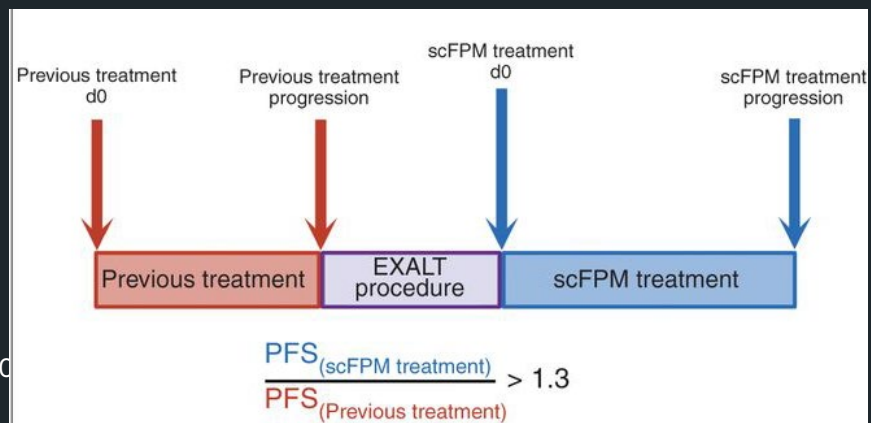 scFPM treatment
d0
Previous treatment
d0
Previous treatment
progression
scFPM treatment
progression
Previous treatment
EXALT
procedure
scFPM treatment
PFS(scFPM treatment)
> 1.3
PFS(Previous treatment)